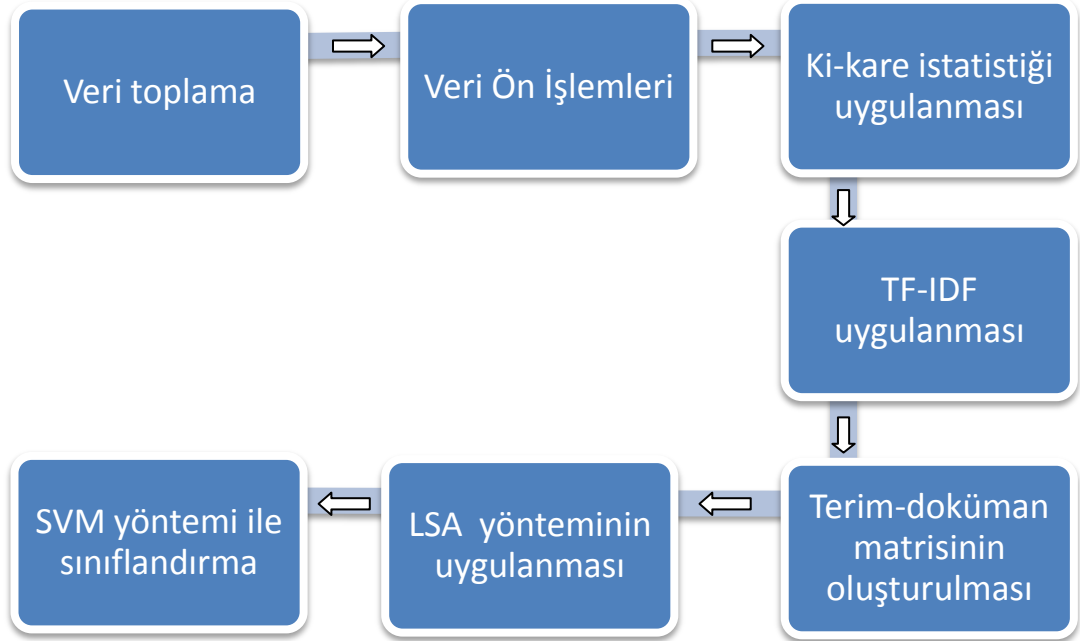 Veri toplama
Veri Ön İşlemleri
Ki-kare istatistiği
uygulanması
TF-IDF
uygulanması
Terim-doküman
matrisinin
oluşturulması
LSA yönteminin
uygulanması
SVM yöntemi ile
sınıflandırma